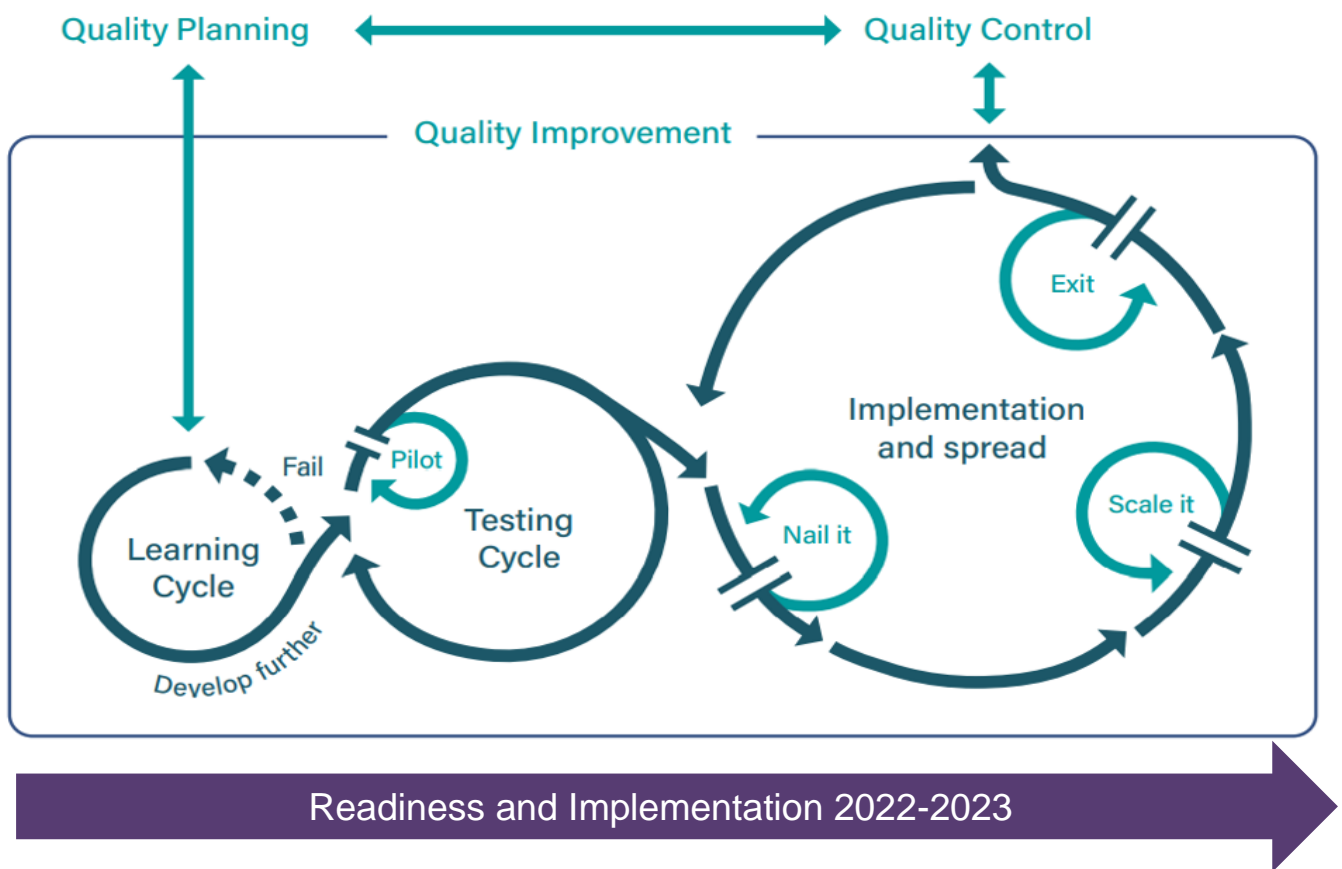 Quality Planning
Quality Control
Quality Improvement
Exit
Implementation
and spread
Fail
Pilot
Scale it
Testing
Cycle
Nail it
Learning
Cycle
Develop further
Readiness and Implementation 2022-2023